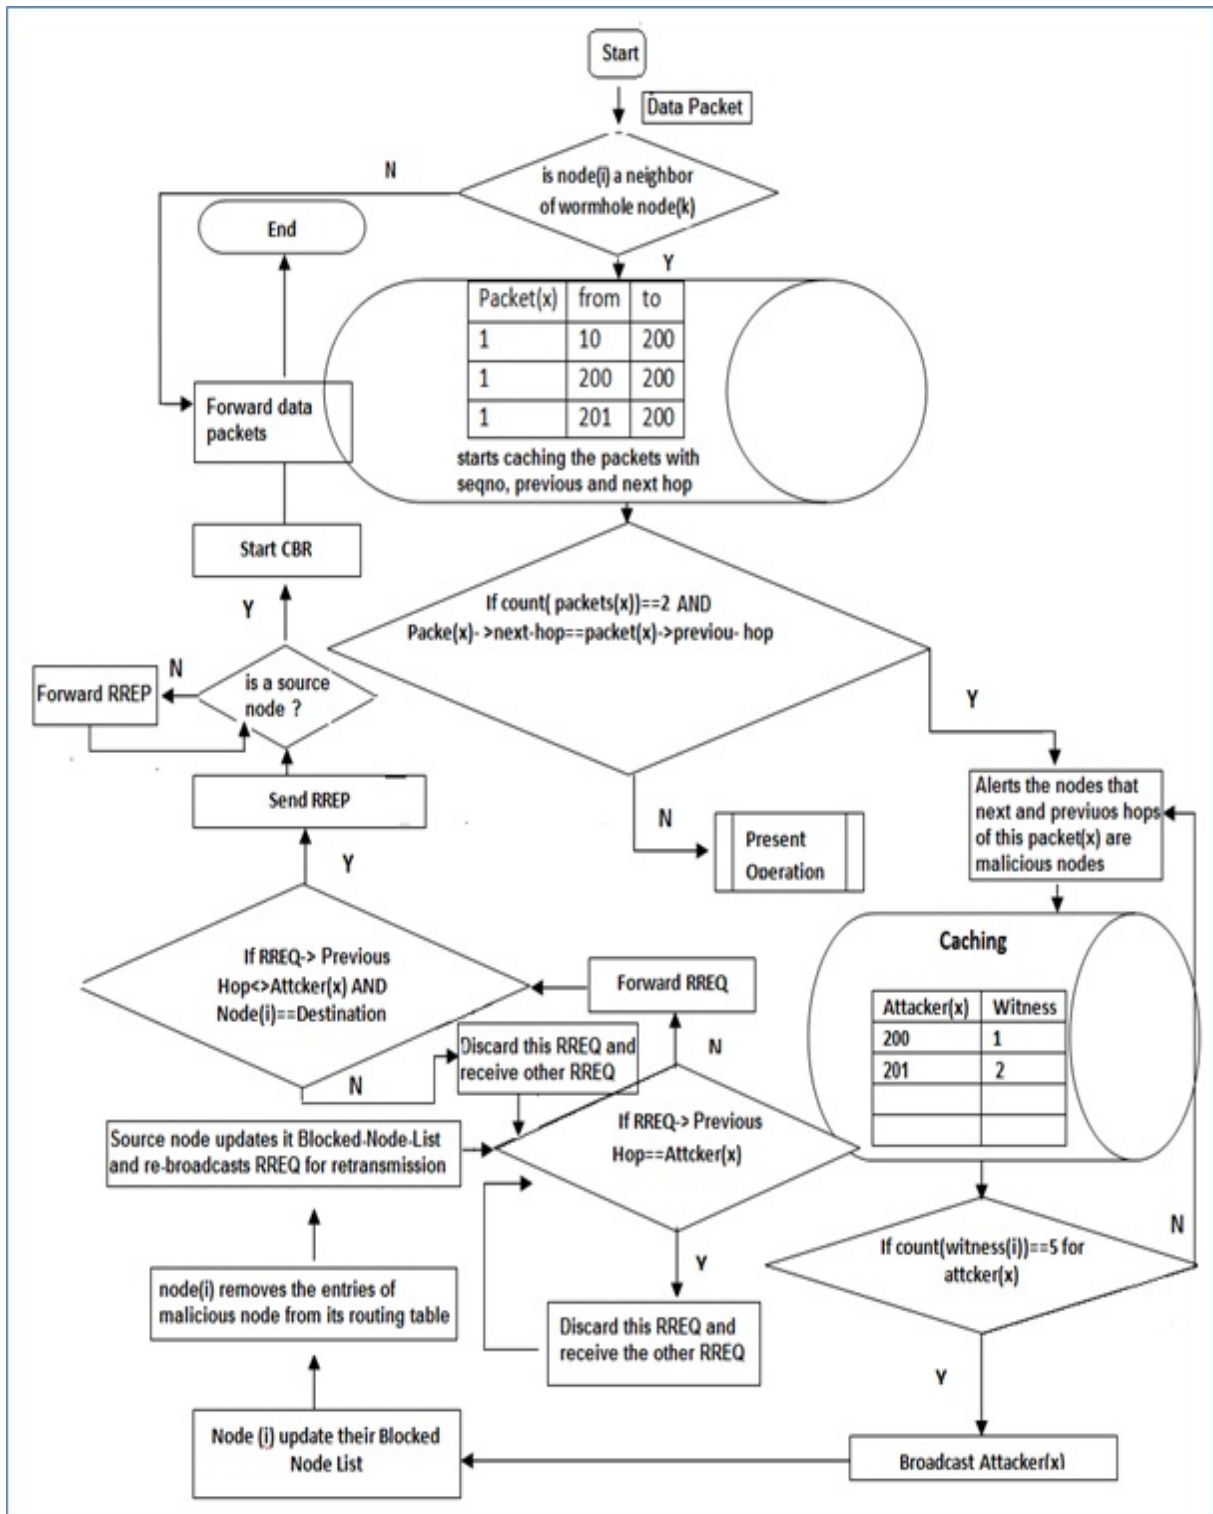 Start
Data Packet
N
is node(i) a neighbor
of wormhole node(k)
End
Y
Packet(x) from to
1 10 200
1 200 200
1 201 200
Forward data
packets
starts caching the packets with
seqno, previous and next hop
Start CBR
If count( packets(x))==2 AND
Packe(x)- >next-hop==packet(x)->previou- hop
Y
N
is a source
node ?
Forward RREP
Y
Send RREP
Alerts the nodes that
next and previuos hops
of this packet(x) are
malicious nodes
N
Present
Operation
Y
Caching
If RREQ-> Previous
Hop<>Attcker(x) AND
Node(i)==Destination
Forward RREQ
Attacker(x) Witness
200 1
201 2
Discard this RREQ and
receive other RREQ
N
N
Source node updates it Blocked-Node-List
and re-broadcasts RREQ for retransmission
If RREQ-> Previous
Hop==Attcker(x)
N
If count(witness(i))==5 for
attcker(x)
Y
node(i) removes the entries of
malicious node from its routing table
Discard this RREQ and
receive the other RREQ
Y
Node (i) update their Blocked
Node List
Broadcast Attacker(x)